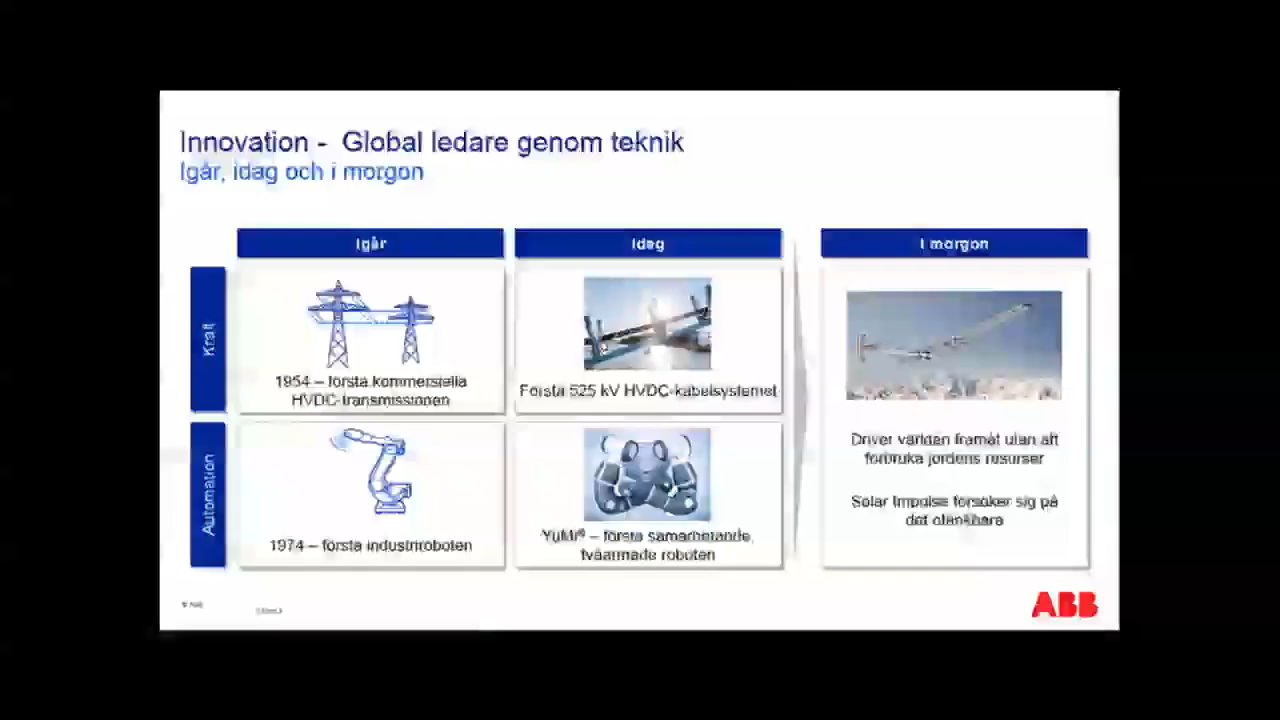 Innovation - Global ledare genom teknik
Igår, idag och i morgon
Igår
Idag
I morgon
Kraft
1954 – första kommersiella
HVDC-transmissionen
Första 525 kV HVDC-kabelsystemet
Automation
1974 – första industriroboten
YuMi® – första samarbetande,
tvåarmade roboten
Driver världen framåt utan att
förbruka jordens resurser
Solar Impulse försöker sig på
det otänkbara
ABB